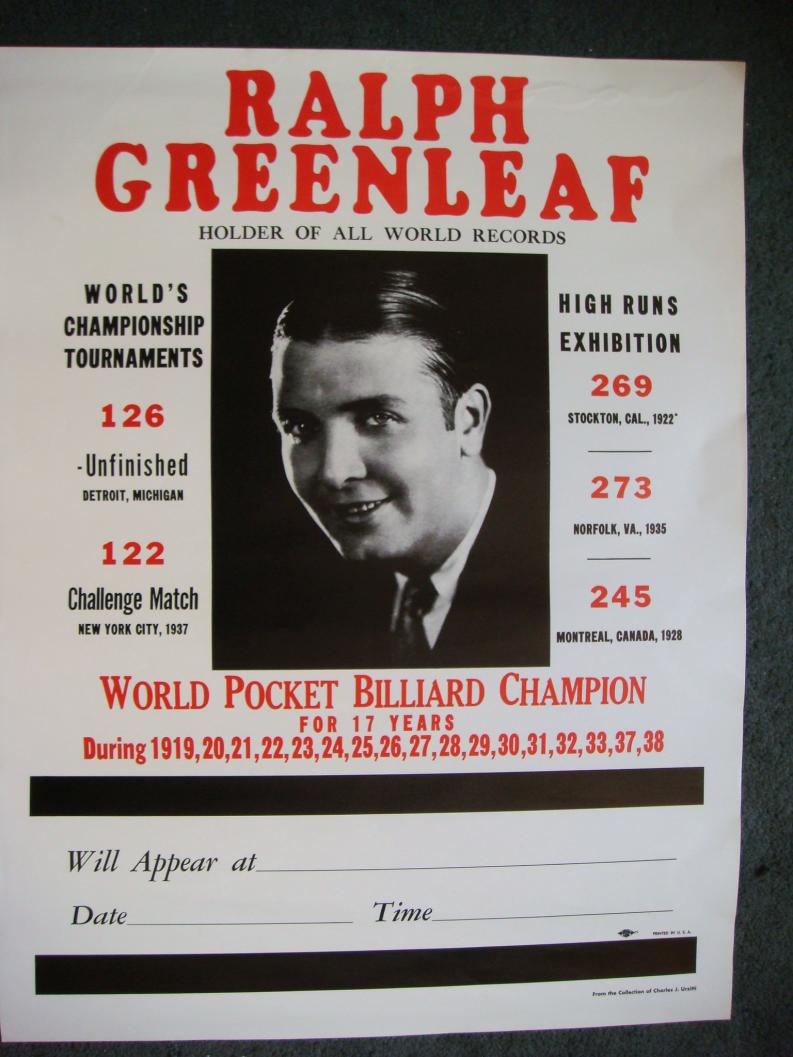 RALPH
GREENLEAF
HOLDER OF ALL WORLD RECORDS
WORLD'S
CHAMPIONSHIP
TOURNAMENTS
126
-Unfinished
DETROIT, MICHIGAN
122
Challenge Match
NEW YORK CITY, 1937
HIGH RUNS
EXHIBITION
269
STOCKTON, CAL., 1922"
273
NORFOLK, VA., 1935
245
MONTREAL, CANADA, 1928
WORLD POCKET BILLIARD CHAMPION
FOR 17 YEARS
During 1919,20,21,22,23,24,25,26,27,28,29,30,31,32,33,37,38
Will Appear at
Date Time
PRINTED IN U. S. A.
From the Collection of Charles J. Ursitti